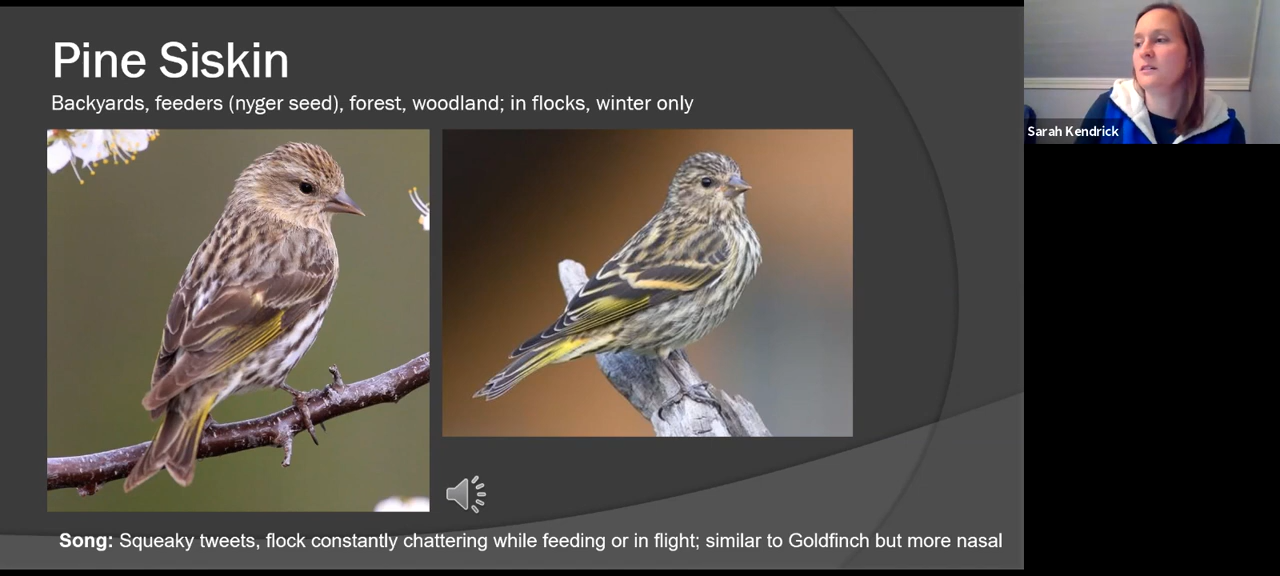 Pine Siskin
Backyards, feeders (nyger seed), forest, woodland; in flocks, winter only
Sarah Kendrick
Song: Squeaky tweets, flock constantly chattering while feeding or in flight; similar to Goldfinch but more nasal